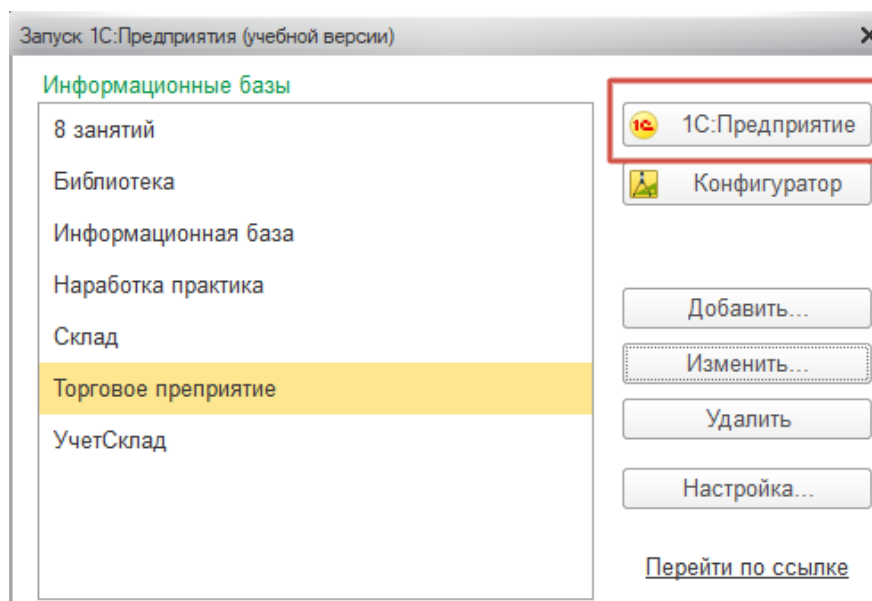 Запуск 1С:Предприятия (учебной версии)
Информационные базы
8 занятий
Библиотека
Информационная база
Наработка практика
Склад
Торговое преприятие
УчетСклад
1С:Предприятие
Конфигуратор
Добавить...
Изменить...
Удалить
Настройка...
Перейти по ссылке